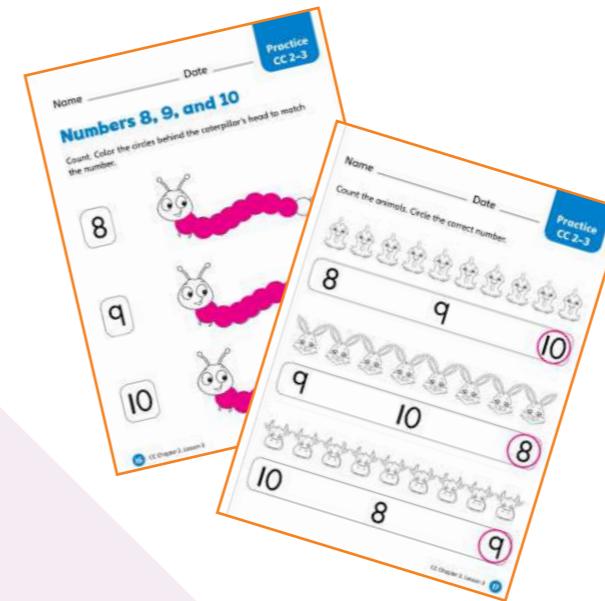 Practice
CC 2–3
Name Date
Numbers 8, 9, and 10
Count. Color the circles behind the caterpillar's head to match
the number.
8
9
10
16 CC Chapter 2, Lesson 3
Practice
CC 2–3
Name Date
Count the animals. Circle the correct number.
8 9 10
9 10 8
10 8 9
CC Chapter 2, Lesson 3 17